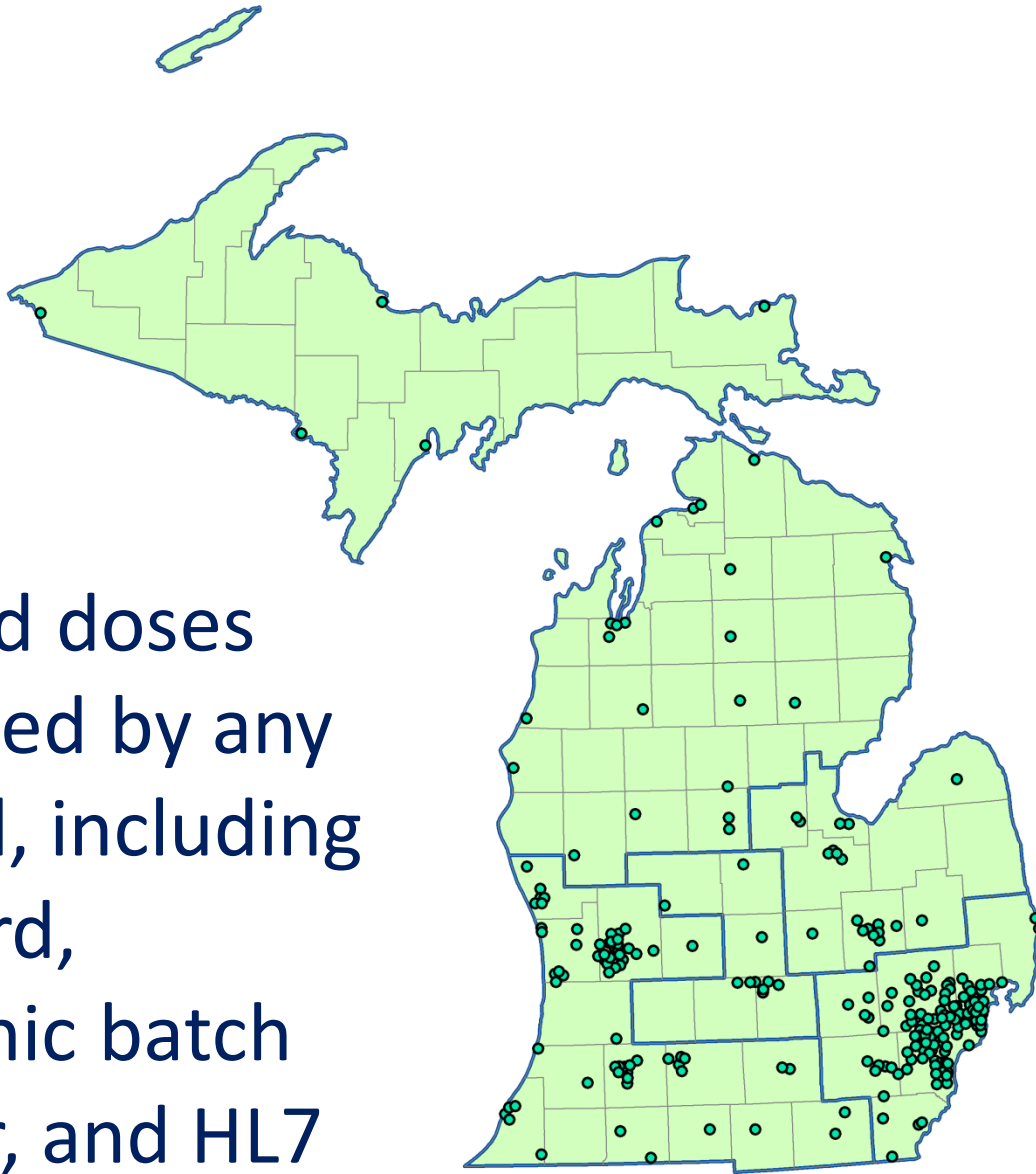 d doses
ed by any
, including
rd,
nic batch
, and HL7